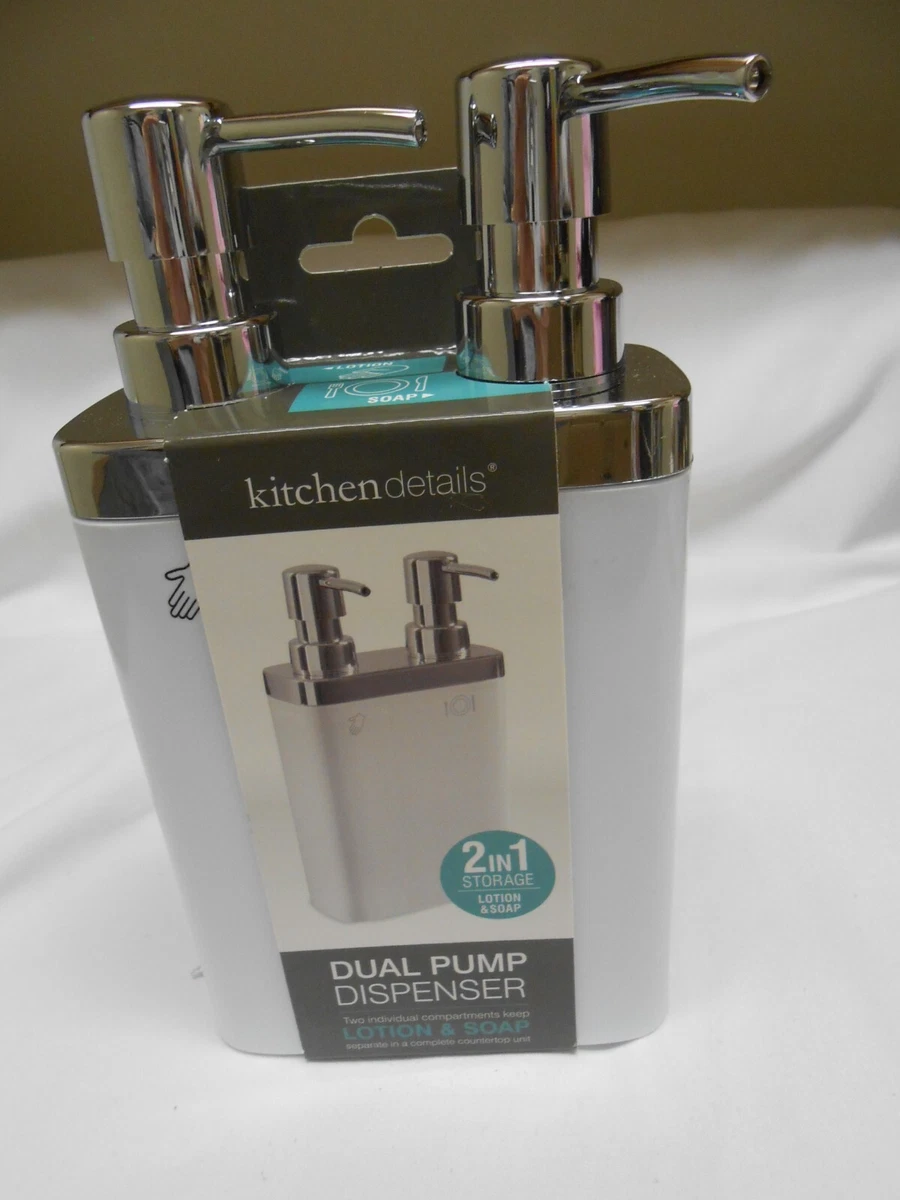 ◄LOTION
SOAP►
kitchendetails®
2IN1
STORAGE
LOTION
&SOAP
DUAL PUMP
DISPENSER
Two individual compartments keep
LOTION & SOAP
separate in a complete countertop unit